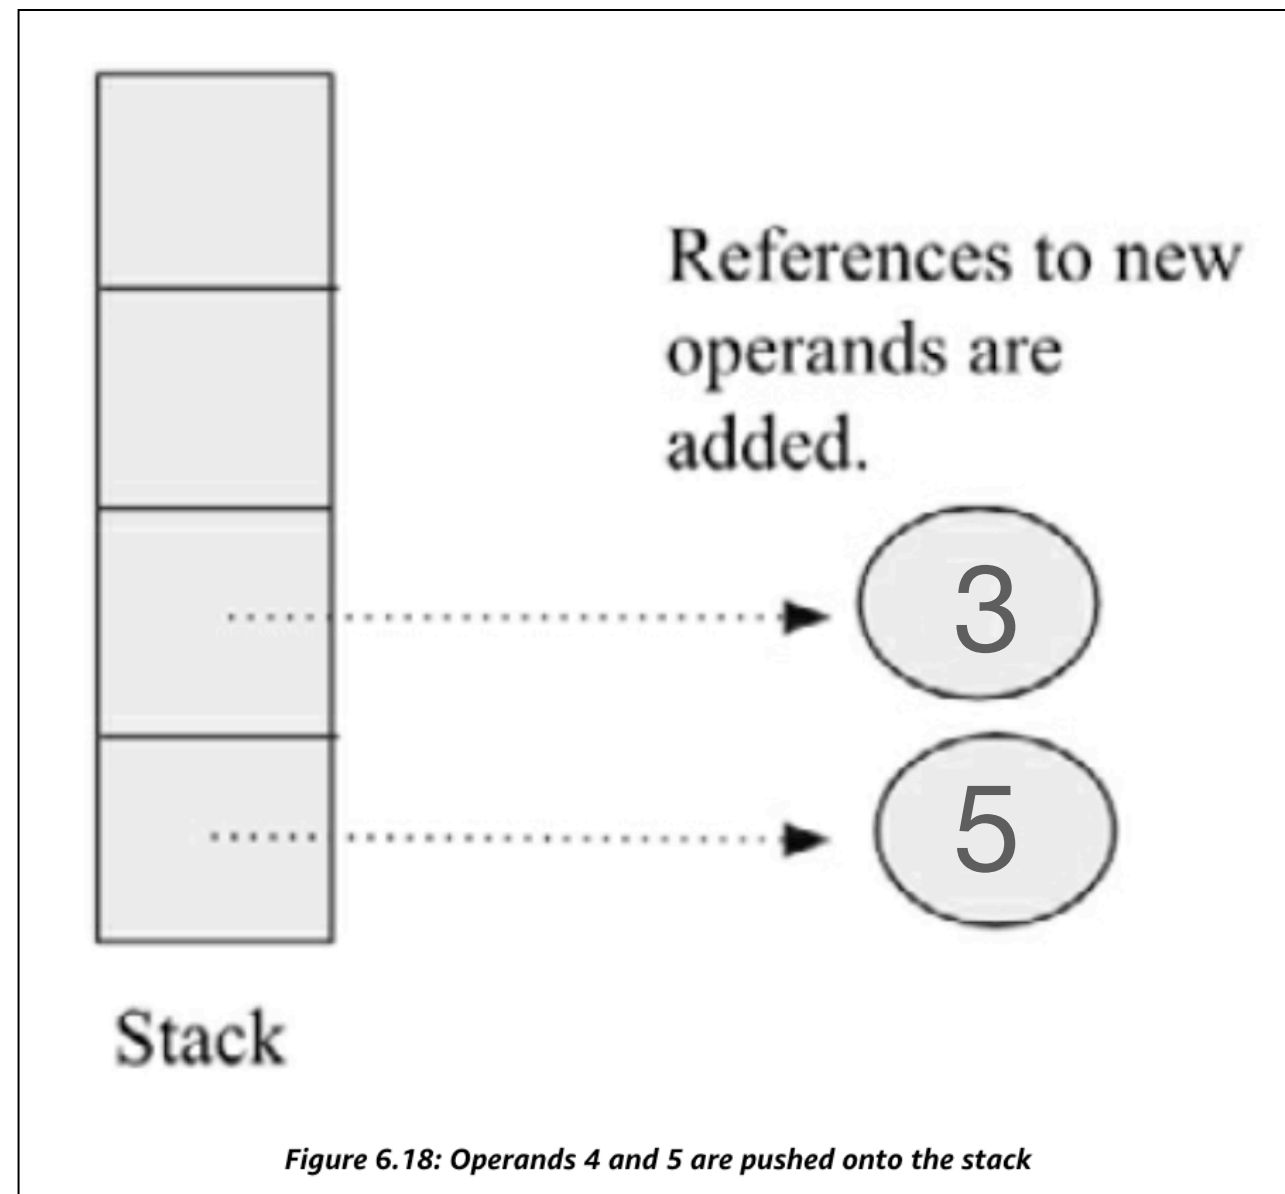 References to new
operands are
added.
3
5
Stack
Figure 6.18: Operands 4 and 5 are pushed onto the stack